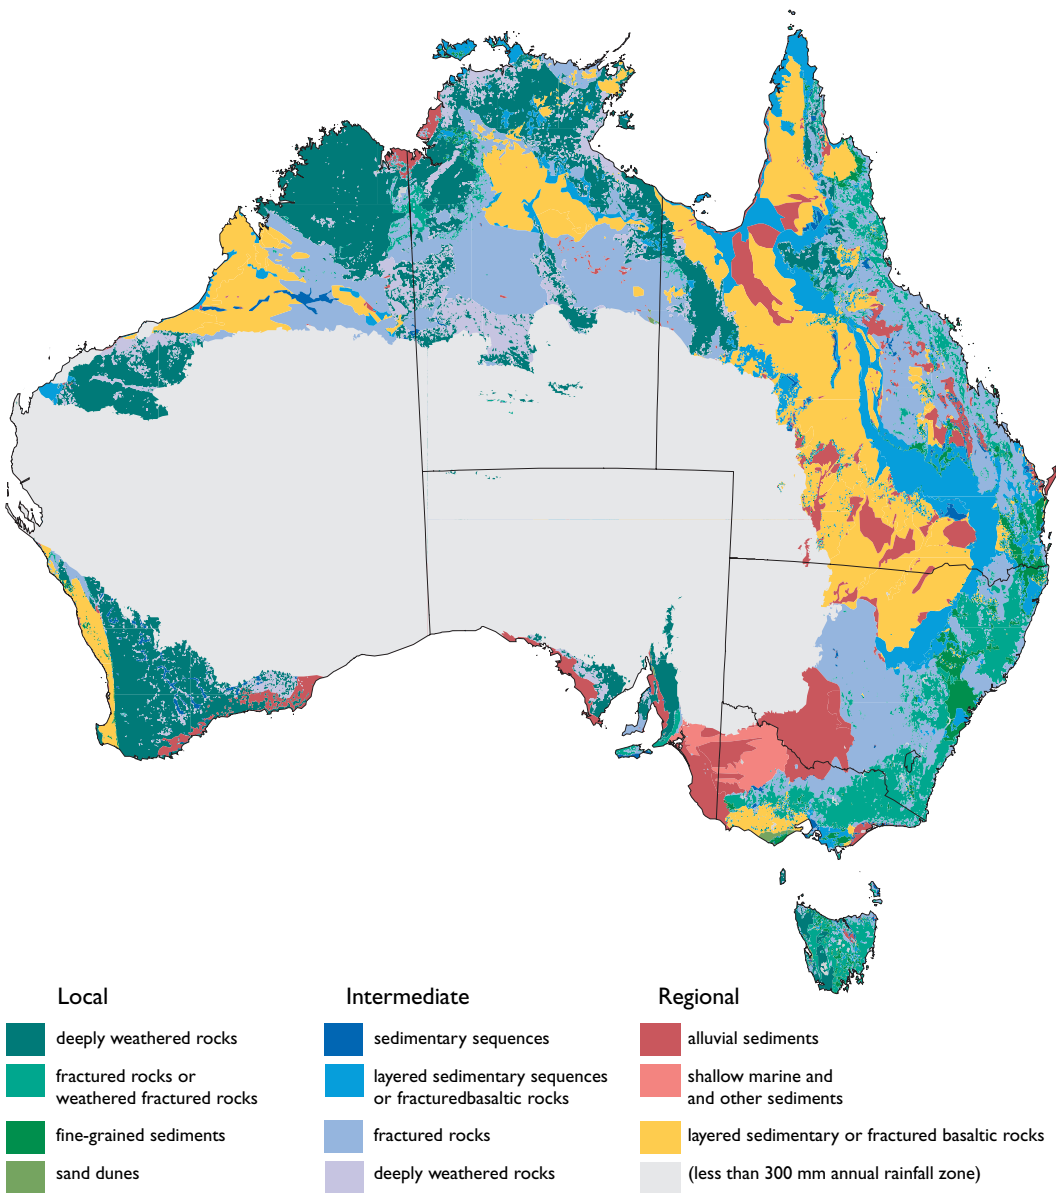 Local
deeply weathered rocks
fractured rocks or
weathered fractured rocks
fine-grained sediments
sand dunes
Intermediate
sedimentary sequences
layered sedimentary sequences
or fracturedbasaltic rocks
fractured rocks
deeply weathered rocks
Regional
alluvial sediments
shallow marine and
and other sediments
layered sedimentary or fractured basaltic rocks
(less than 300 mm annual rainfall zone)